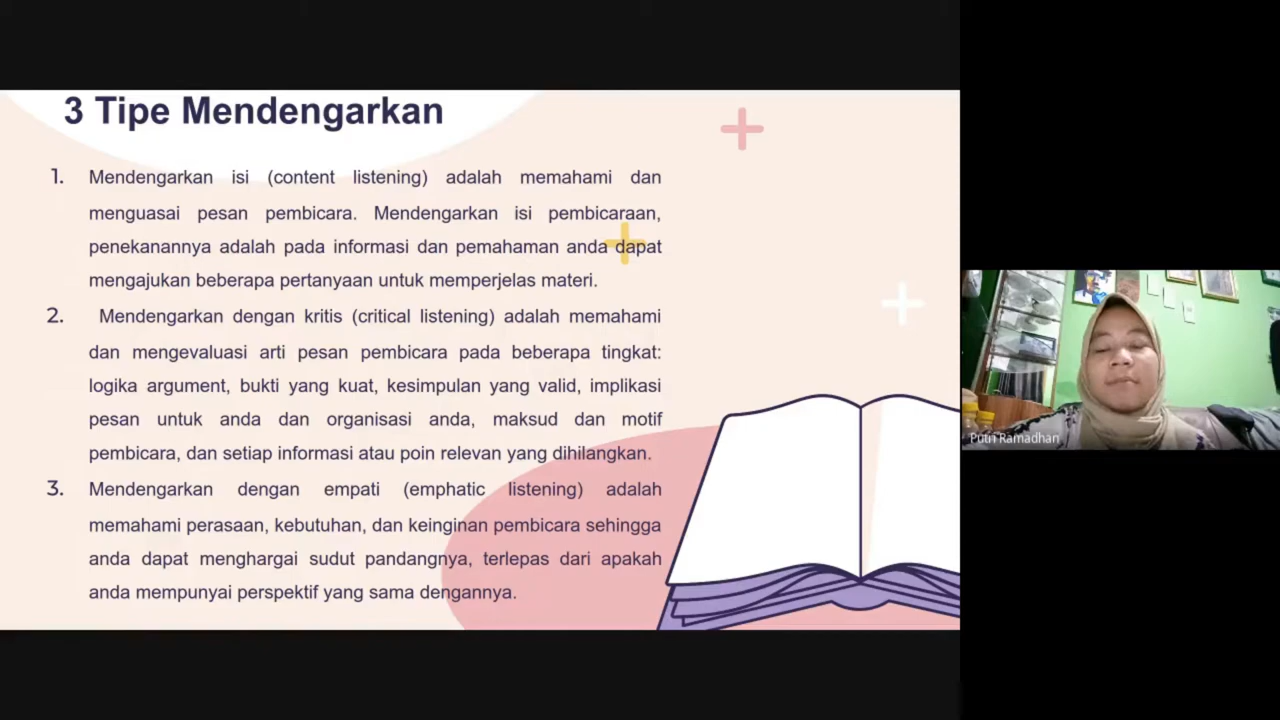 3 Tipe Mendengarkan
1. Mendengarkan isi (content listening) adalah memahami dan
menguasai pesan pembicara. Mendengarkan isi pembicaraan,
penekanannya adalah pada informasi dan pemahaman anda dapat
mengajukan beberapa pertanyaan untuk memperjelas materi.
2. Mendengarkan dengan kritis (critical listening) adalah memahami
dan mengevaluasi arti pesan pembicara pada beberapa tingkat:
logika argument, bukti yang kuat, kesimpulan yang valid, implikasi
pesan untuk anda dan organisasi anda, maksud dan motif
pembicara, dan setiap informasi atau poin relevan yang dihilangkan.
3. Mendengarkan dengan empati (emphatic listening) adalah
memahami perasaan, kebutuhan, dan keinginan pembicara sehingga
anda dapat menghargai sudut pandangnya, terlepas dari apakah
anda mempunyai perspektif yang sama dengannya.
Putri Ramadhan